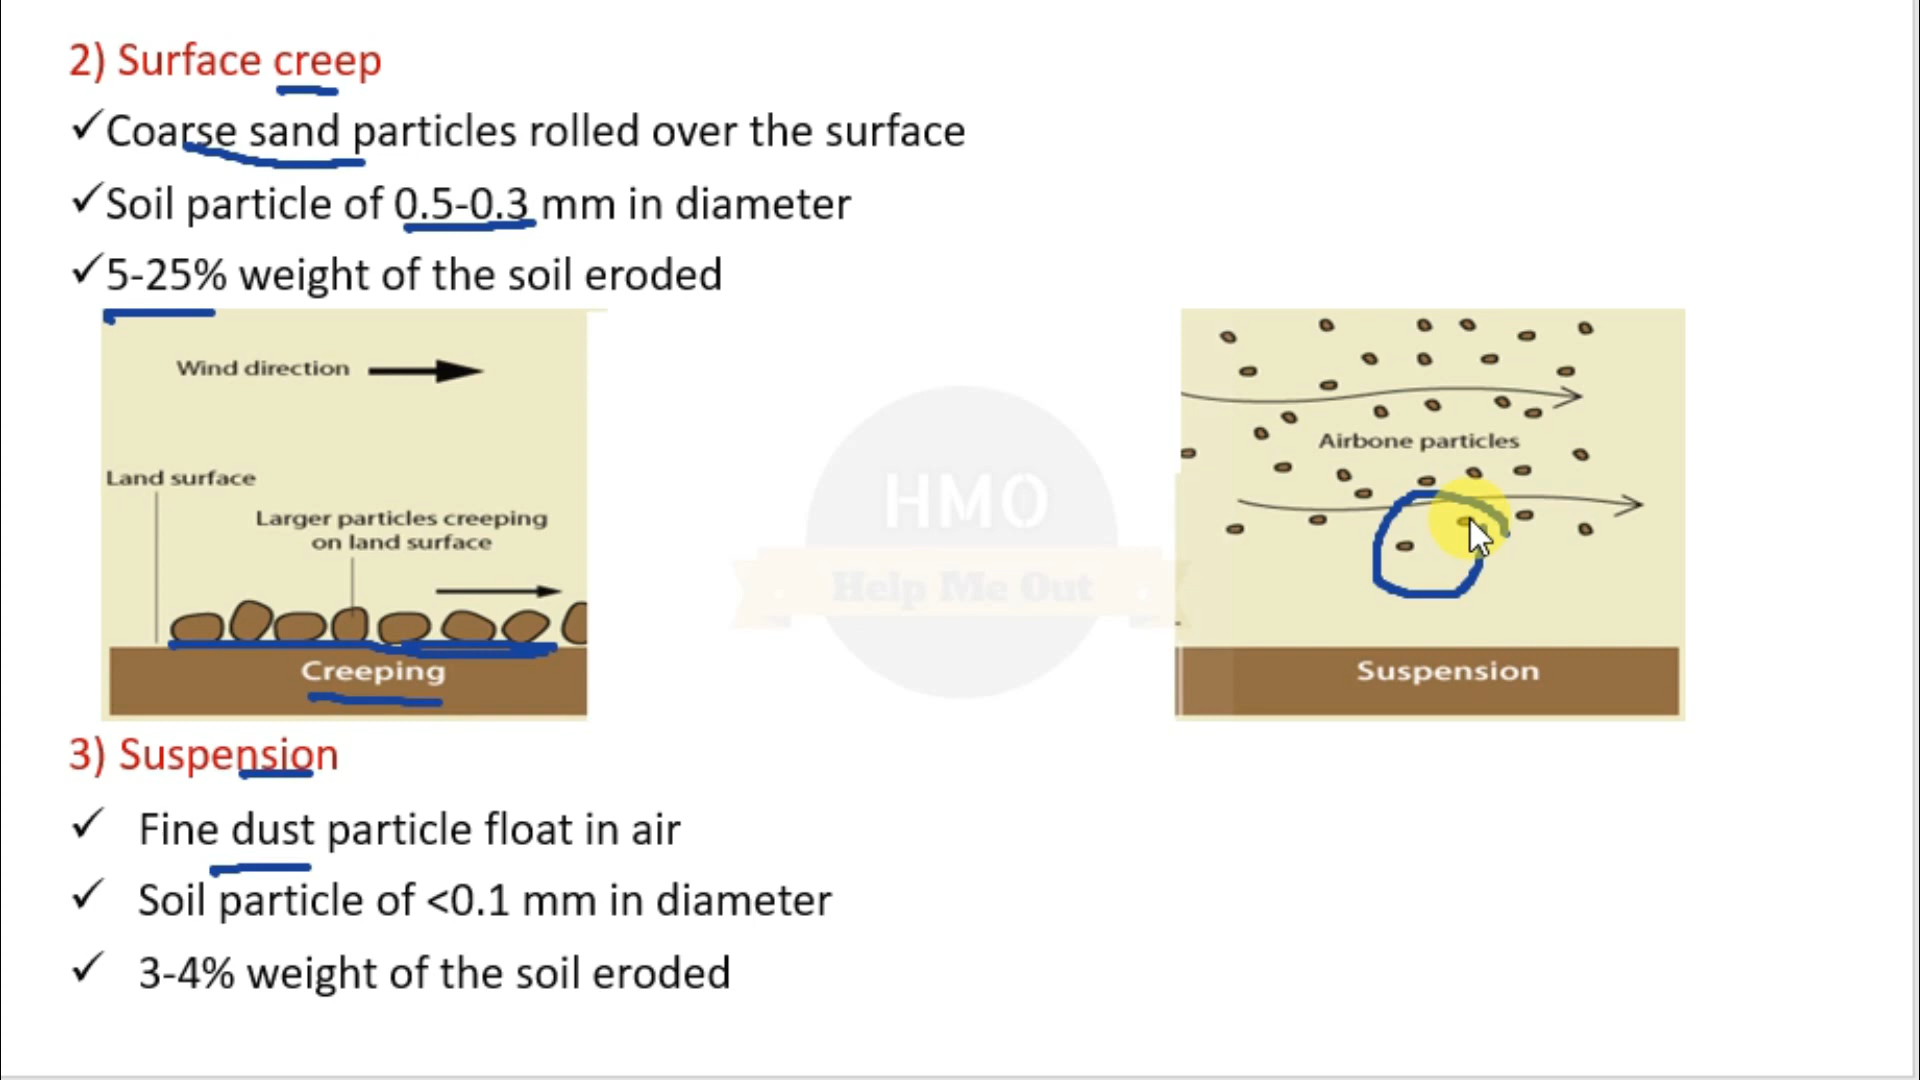 2) Surface creep
✓Coarse sand particles rolled over the surface
✓Soil particle of 0.5-0.3 mm in diameter
✓5-25% weight of the soil eroded
Wind direction
Land surface
Larger particles creeping
on land surface
Creeping
HMO
Help Me Out
Airbone particles
Suspension
3) Suspension
✓ Fine dust particle float in air
✓ Soil particle of <0.1 mm in diameter
✓ 3-4% weight of the soil eroded